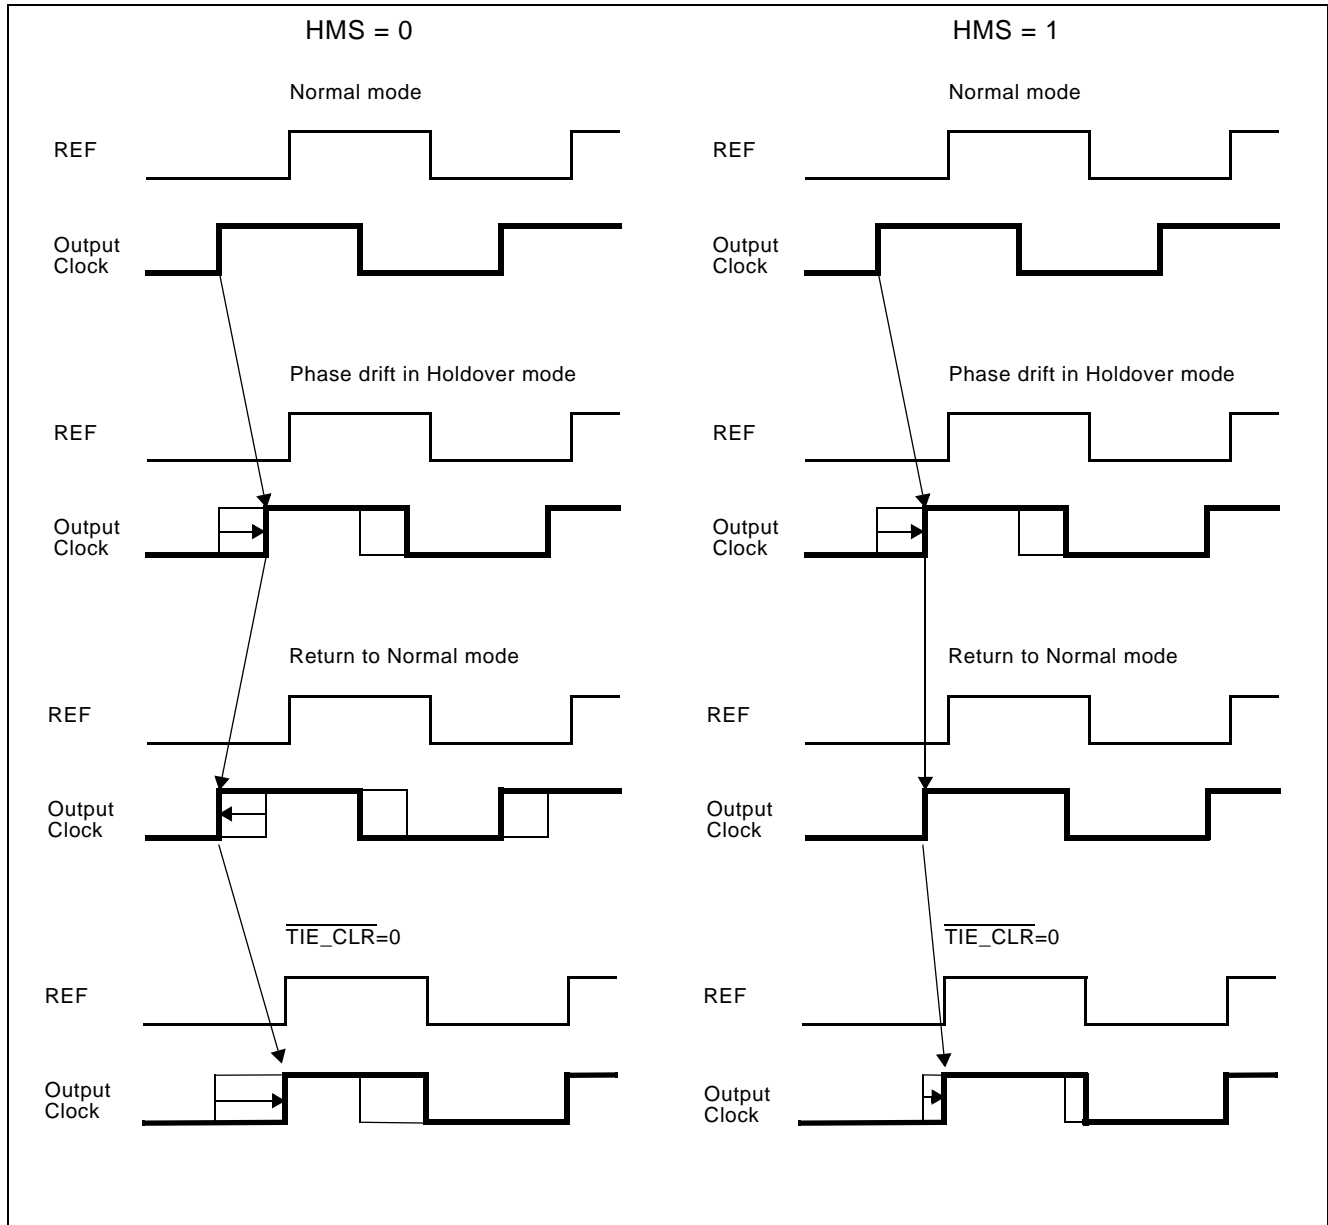 HMS = 0
Normal mode
REF
Output
Clock
Phase drift in Holdover mode
REF
Output
Clock
Return to Normal mode
REF
Output
Clock
TIE_CLR=0
REF
Output
Clock
HMS = 1
Normal mode
REF
Output
Clock
Phase drift in Holdover mode
REF
Output
Clock
Return to Normal mode
REF
Output
Clock
TIE_CLR=0
REF
Output
Clock